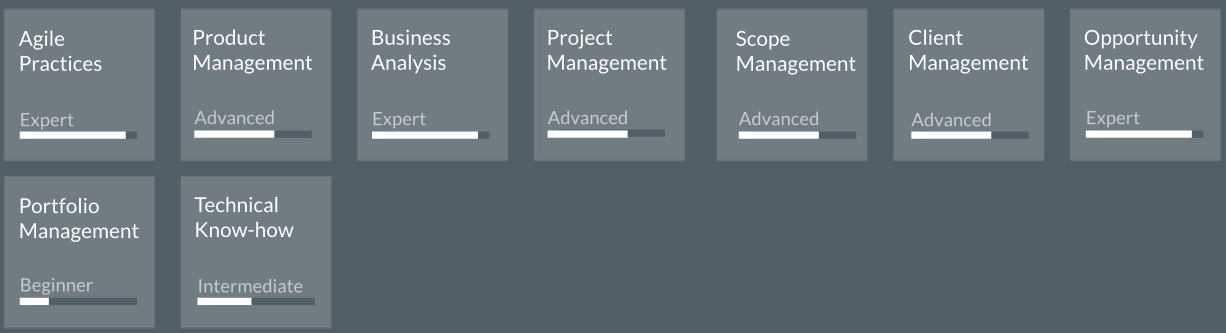 Agile
Practices
Expert
Product
Management
Advanced
Business
Analysis
Expert
Project
Management
Advanced
Scope
Management
Advanced
Client
Management
Advanced
Opportunity
Management
Expert
Portfolio
Management
Beginner
Technical
Know-how
Intermediate